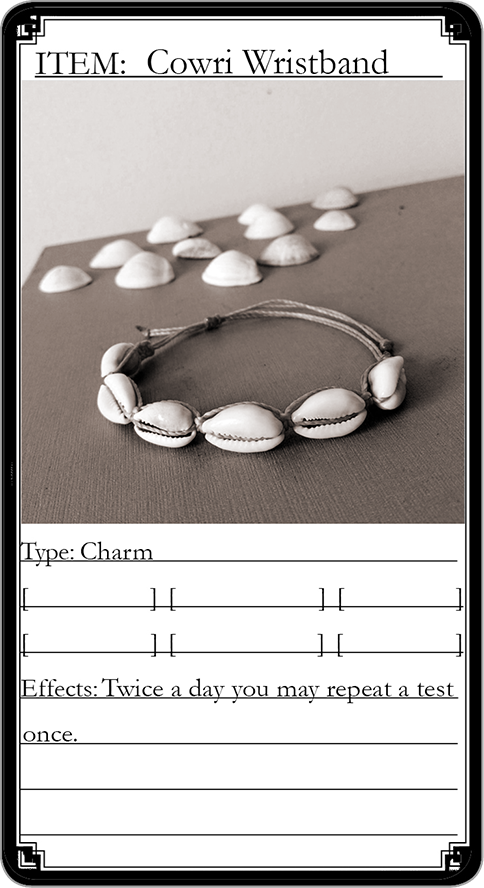 ITEM: Cowri Wristband
Type: Charm
[ ] [ ] [ ]
[ ] [ ] [ ]
Effects: Twice a day you may repeat a test
once.